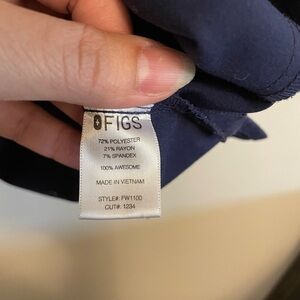 FIGS
72% POLYESTER
21% RAYON
7% SPANDEX
100% AWESOME
MADE IN VIETNAM
STYLE#: FW1100
CUT#: 1234